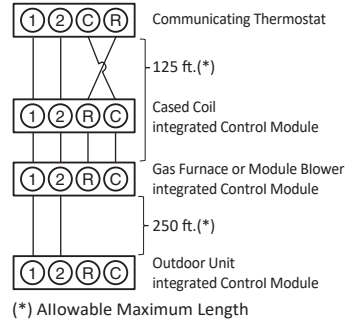 1 2 C R Communicating Thermostat
125 ft.(*)
1 2 R C Cased Coil
integrated Control Module
1 2 R C Gas Furnace or Module Blower
integrated Control Module
250 ft.(*)
1 2 R C Outdoor Unit
integrated Control Module
(*) Allowable Maximum Length